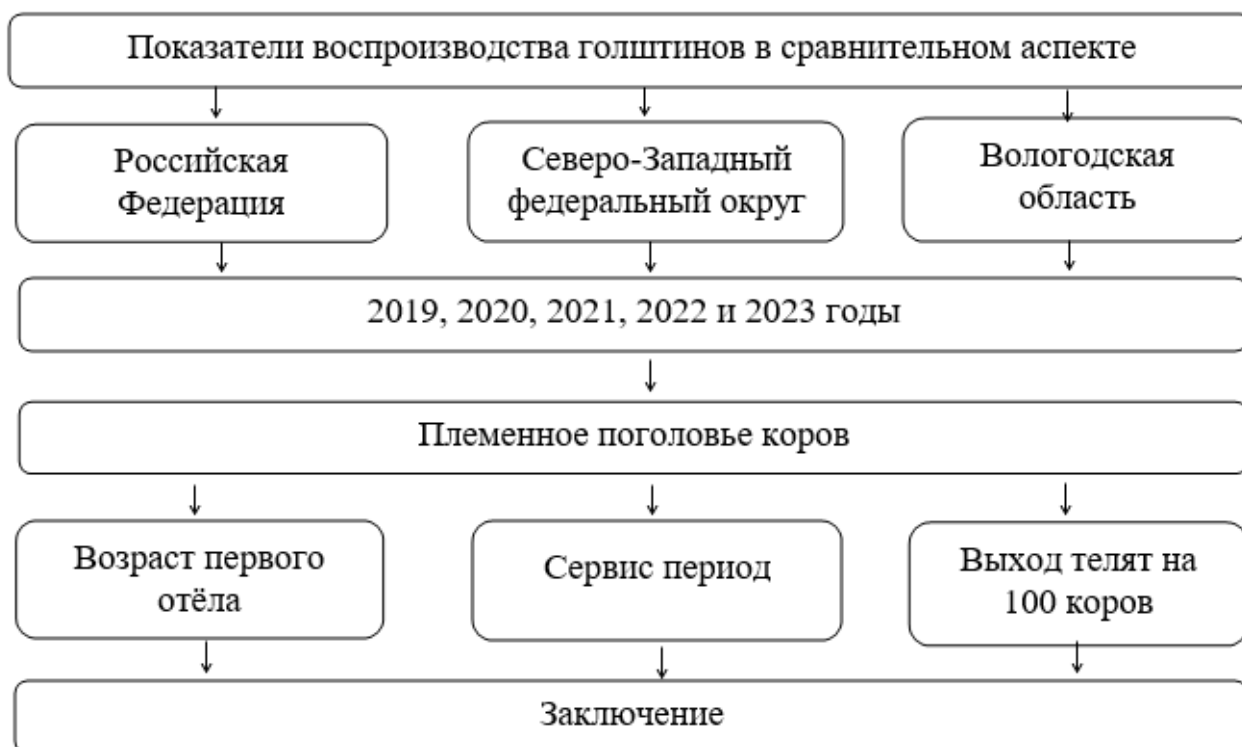 Показатели воспроизводства голштинов в сравнительном аспекте
Российская
Федерация
Северо-Западный
федеральный округ
Вологодская
область
2019, 2020, 2021, 2022 и 2023 годы
Племенное поголовье коров
Возраст первого
отёла
Сервис период
Выход телят на
100 коров
Заключение